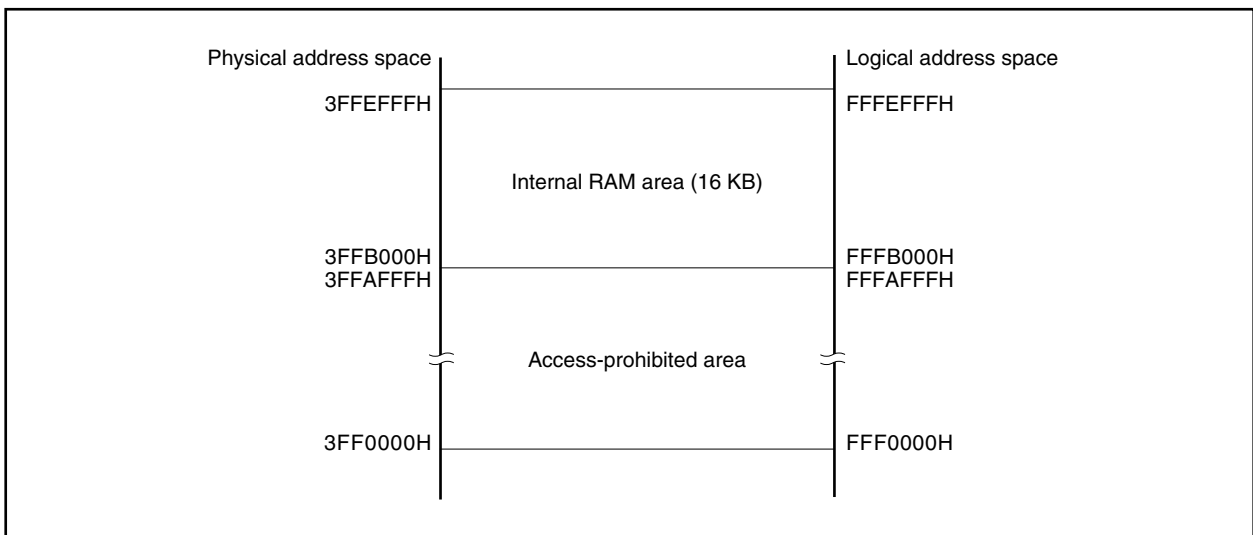 Physical address space
Logical address space
3FFEFFFH
FFFEFFFH
Internal RAM area (16 KB)
3FFB000H
FFFB000H
3FFAFFFH
FFFAFFFH
Access-prohibited area
3FF0000H
FFF0000H